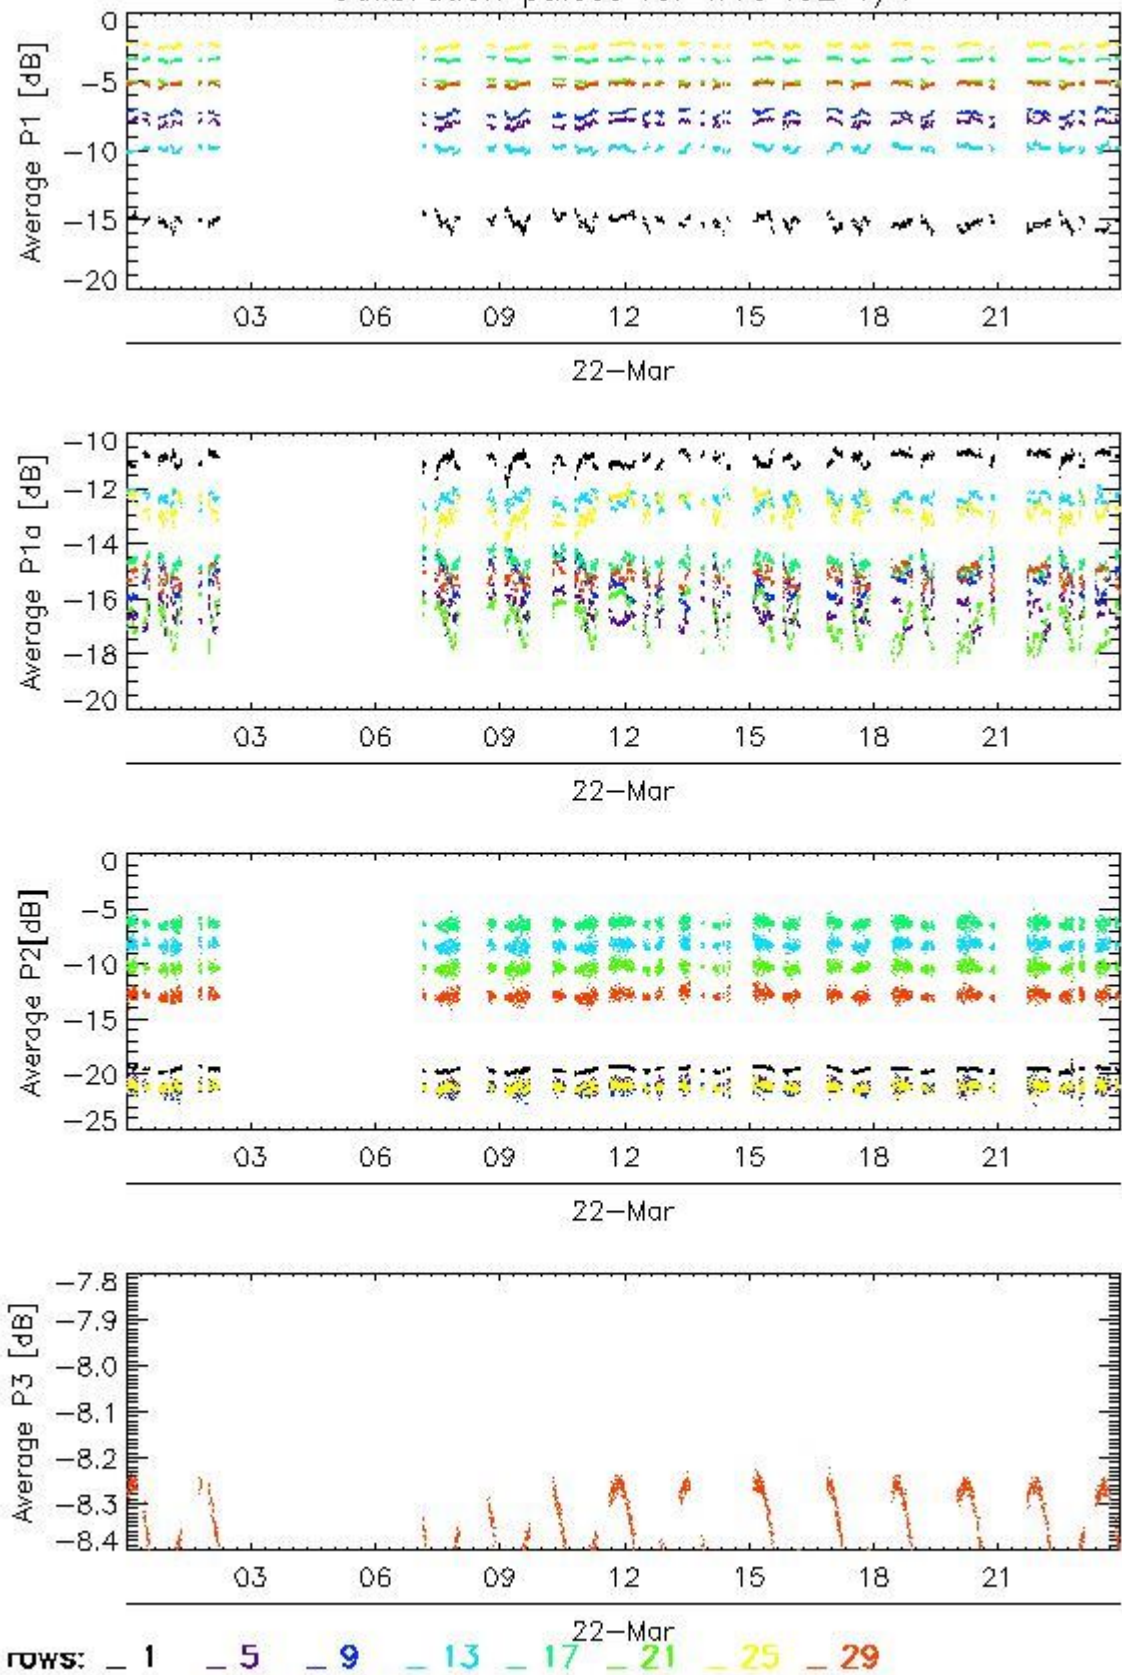 Average P1 [dB]
0
−5
−10
−15
−20
03 06 09 12 15 18 21
22−Mar
Average P1a [dB]
−10
−12
−14
−16
−18
−20
03 06 09 12 15 18 21
22−Mar
Average P2[dB]
0
−5
−10
−15
−20
−25
03 06 09 12 15 18 21
22−Mar
Average P3 [dB]
−7.8
−7.9
−8.0
−8.1
−8.2
−8.3
−8.4
03 06 09 12 15 18 21
22−Mar
rows: _ 1 _ 5 _ 9 _ 13 _ 17 _ 21 _ 25 _ 29